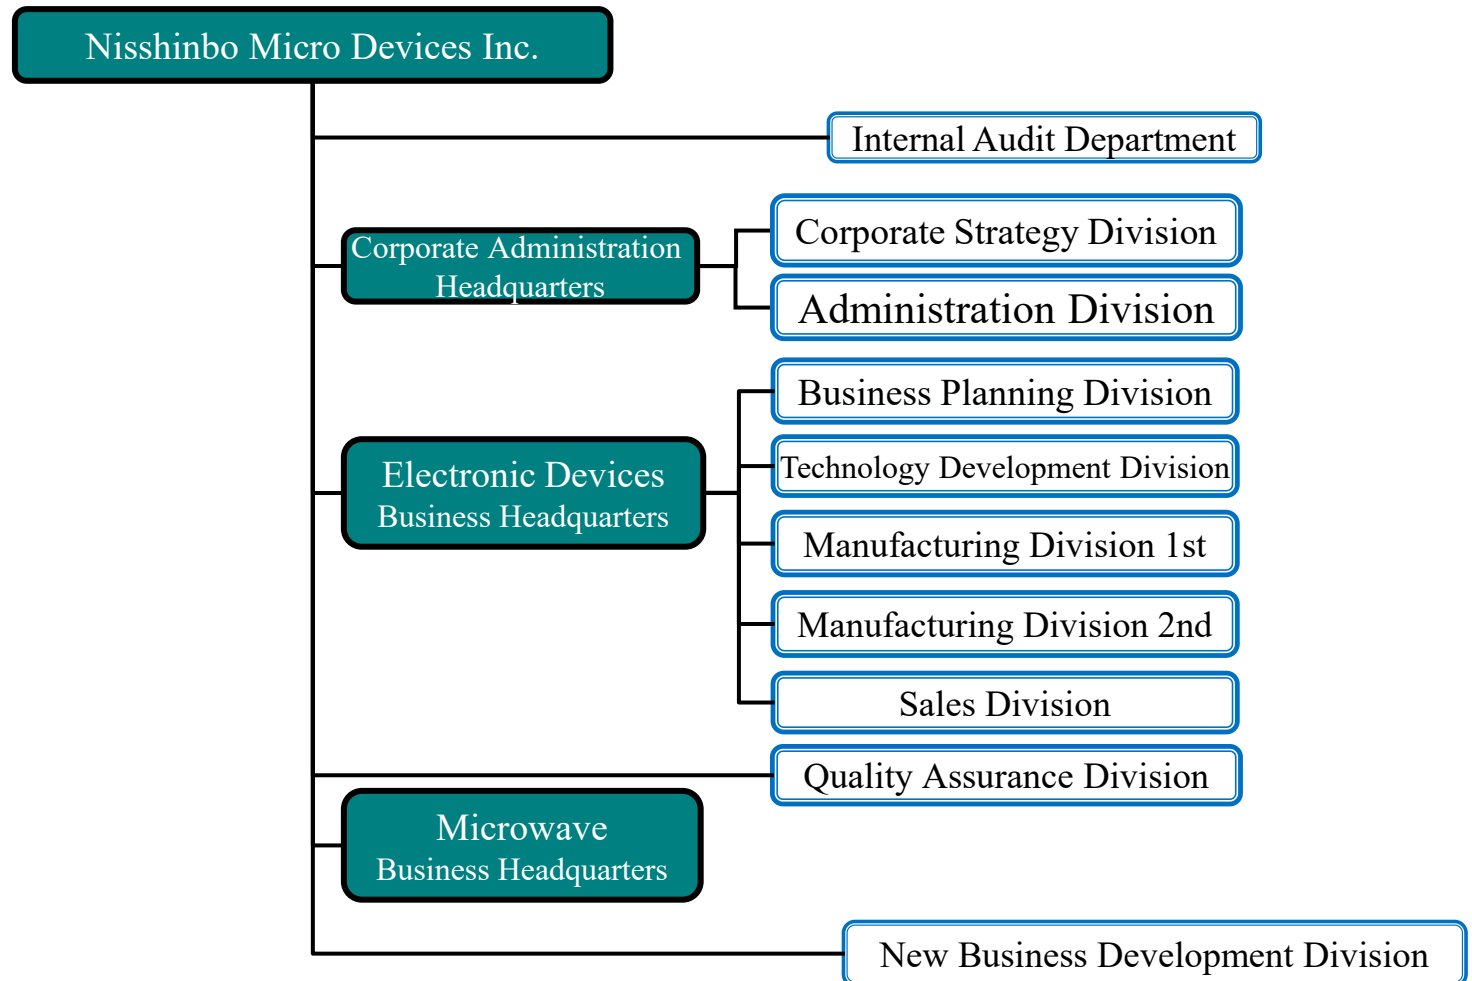 Nisshinbo Micro Devices Inc.
Internal Audit Department
Corporate Administration
Headquarters
Corporate Strategy Division
Administration Division
Electronic Devices
Business Headquarters
Business Planning Division
Technology Development Division
Manufacturing Division 1st
Manufacturing Division 2nd
Sales Division
Quality Assurance Division
Microwave
Business Headquarters
New Business Development Division